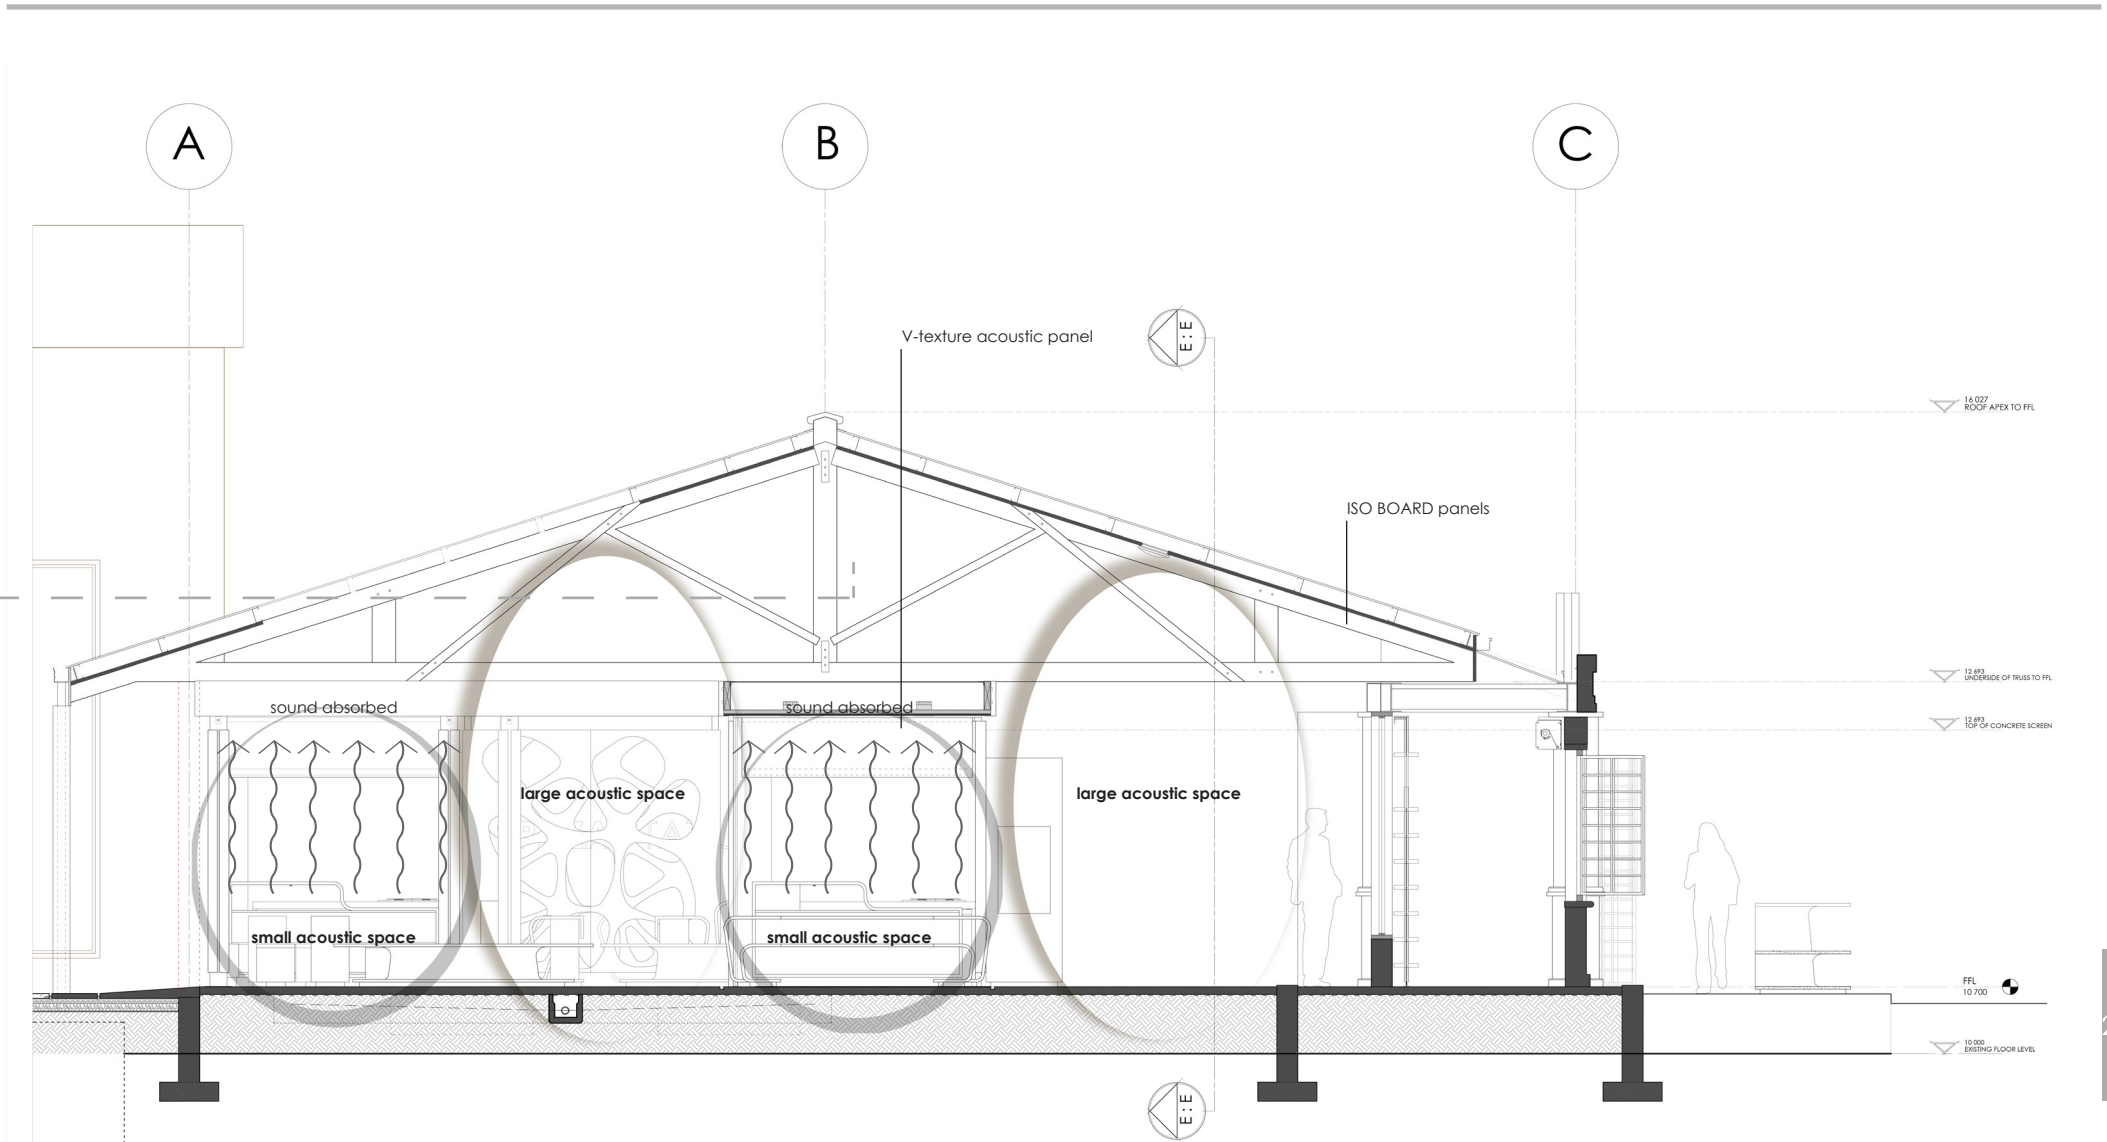 A
B
C
V-texture acoustic panel
E:E
16 027
ROOF APEX TO FFL
ISO BOARD panels
12 693
UNDERSIDE OF TRUSS TO FFL
sound absorbed
sound absorbed
12 693
TOP OF CONCRETE SCREEN
large acoustic space
large acoustic space
small acoustic space
small acoustic space
FFL
10 700
10 000
EXISTING FLOOR LEVEL
E:E